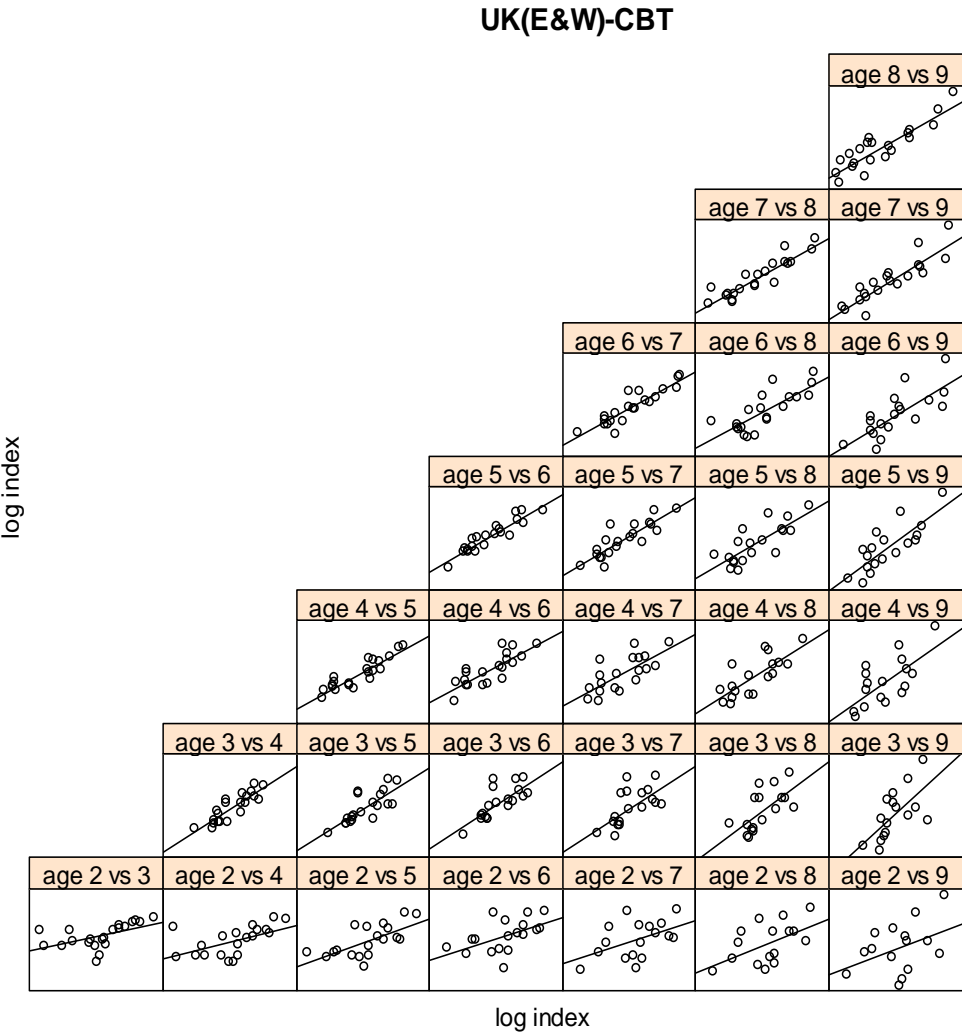 UK(E&W)-CBT
age 8 vs 9
age 7 vs 8 age 7 vs 9
age 6 vs 7 age 6 vs 8 age 6 vs 9
log index
age 5 vs 6 age 5 vs 7 age 5 vs 8 age 5 vs 9
age 4 vs 5 age 4 vs 6 age 4 vs 7 age 4 vs 8 age 4 vs 9
age 3 vs 4 age 3 vs 5 age 3 vs 6 age 3 vs 7 age 3 vs 8 age 3 vs 9
age 2 vs 3 age 2 vs 4 age 2 vs 5 age 2 vs 6 age 2 vs 7 age 2 vs 8 age 2 vs 9
log index